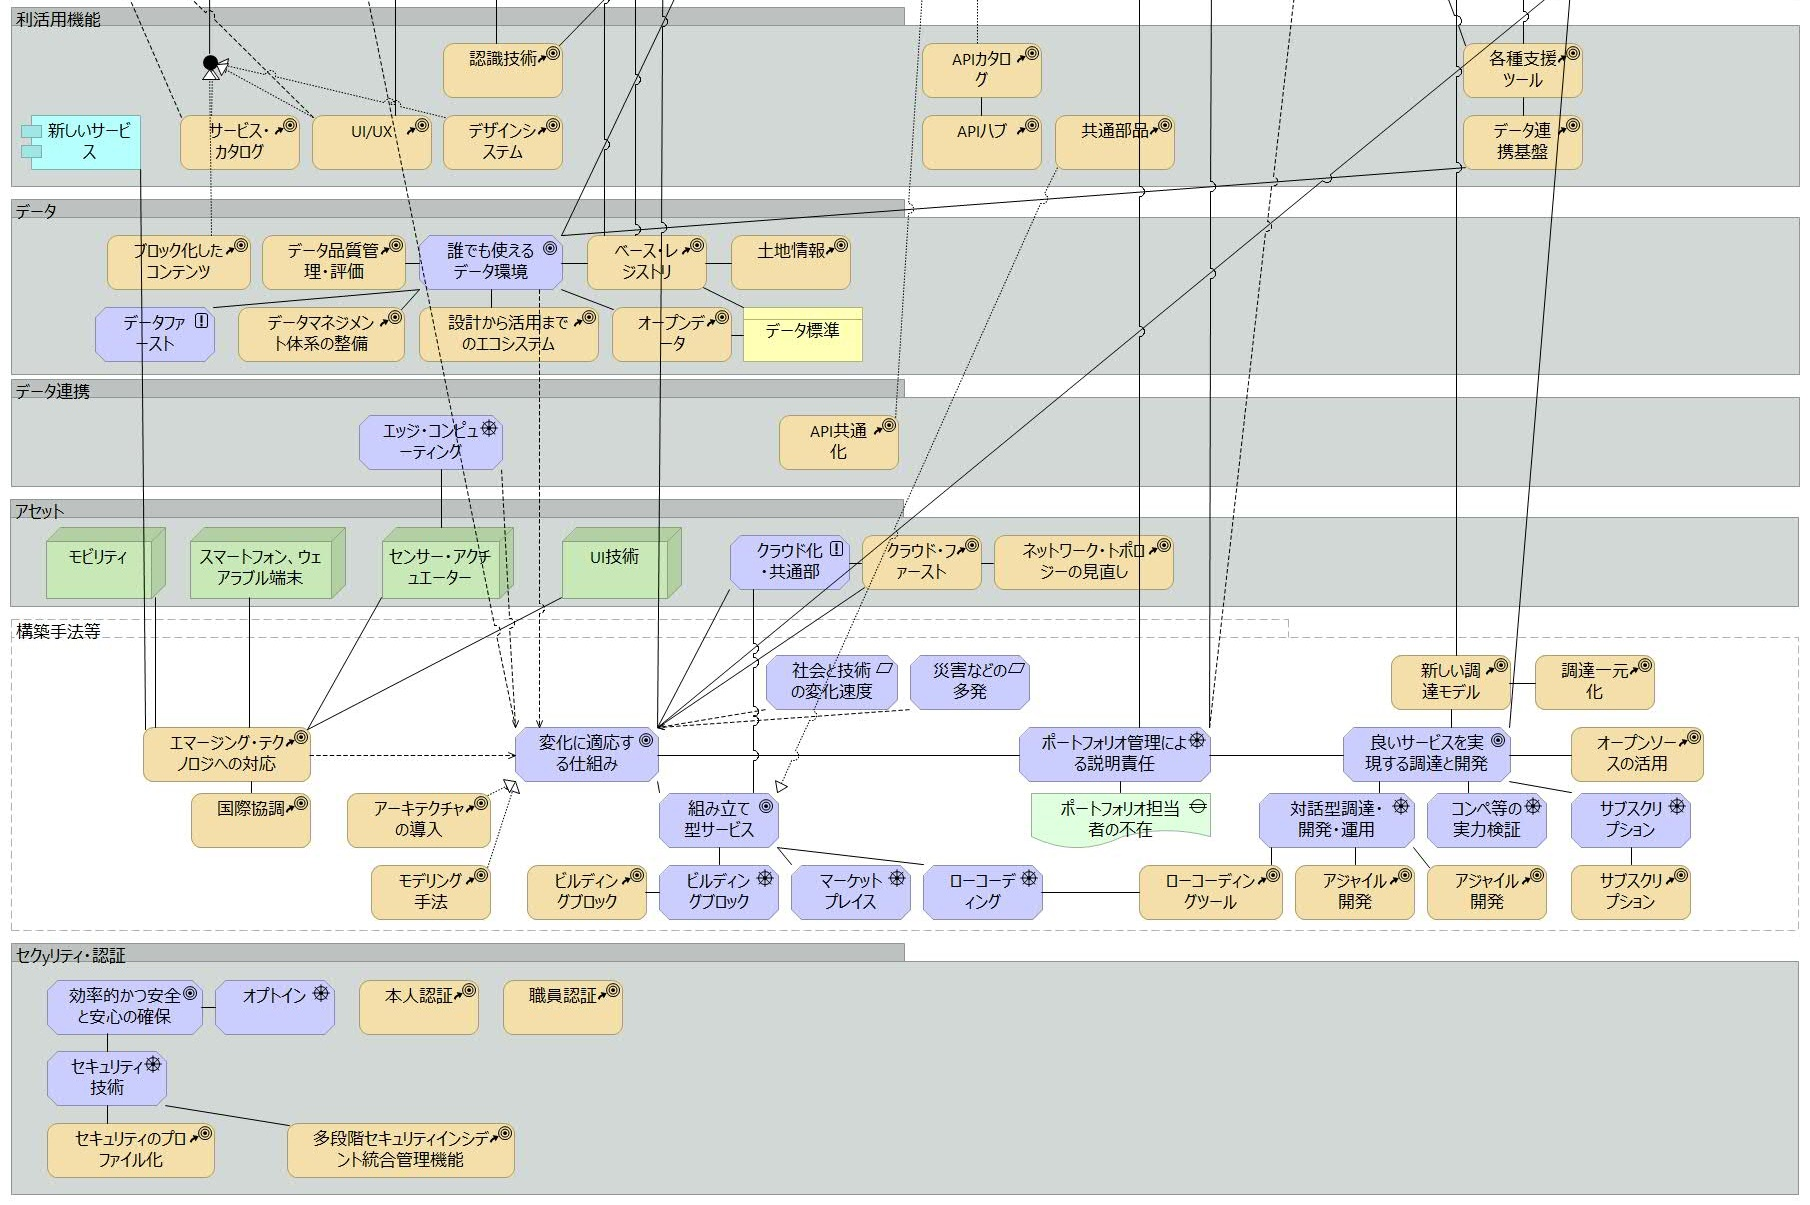 利活用機能
認識技術
APIカタロ
グ
各種支援
ツール
新しいサービ
ス
サービス・
カタログ
UI/UX
デザインシ
ステム
APIハブ
共通部品
データ連
携基盤
データ
ブロック化した
コンテンツ
データ品質管
理・評価
誰でも使える
データ環境
ベース・レ
ジストリ
土地情報
データファ
ースト
データマネジメン
ト体系の整備
設計から活用まで
のエコシステム
オープンデ
ータ
データ標準
データ連携
エッジ・コンピュ
ーティング
API共通
化
アセット
モビリティ
スマートフォン、ウェ
アラブル端末
センサー・アクチ
ュエーター
UI技術
クラウド化
・共通部
クラウド・フ
ァースト
ネットワーク・トポロ
ジーの見直し
構築手法等
社会と技術
の変化速度
災害などの
多発
新しい調
達モデル
調達一元
化
エマージング・テク
ノロジへの対応
変化に適応す
る仕組み
ポートフォリオ管理によ
る説明責任
良いサービスを実
現する調達と開発
オープンソー
スの活用
国際協調
アーキテクチャ
の導入
組み立て
型サービス
ポートフォリオ担当
者の不在
対話型調達・
開発・運用
コンペ等の
実力検証
サブスクリ
プション
モデリング
手法
ビルディン
グブロック
ビルディン
グブロック
マーケット
プレイス
ローコーデ
ィング
ローコーディン
グツール
アジャイル
開発
アジャイル
開発
サブスクリ
プション
セクyリティ・認証
効率的かつ安全
と安心の確保
オプトイン
本人認証
職員認証
セキュリティ
技術
セキュリティのプロ
ファイル化
多段階セキュリティインシデ
ント統合管理機能